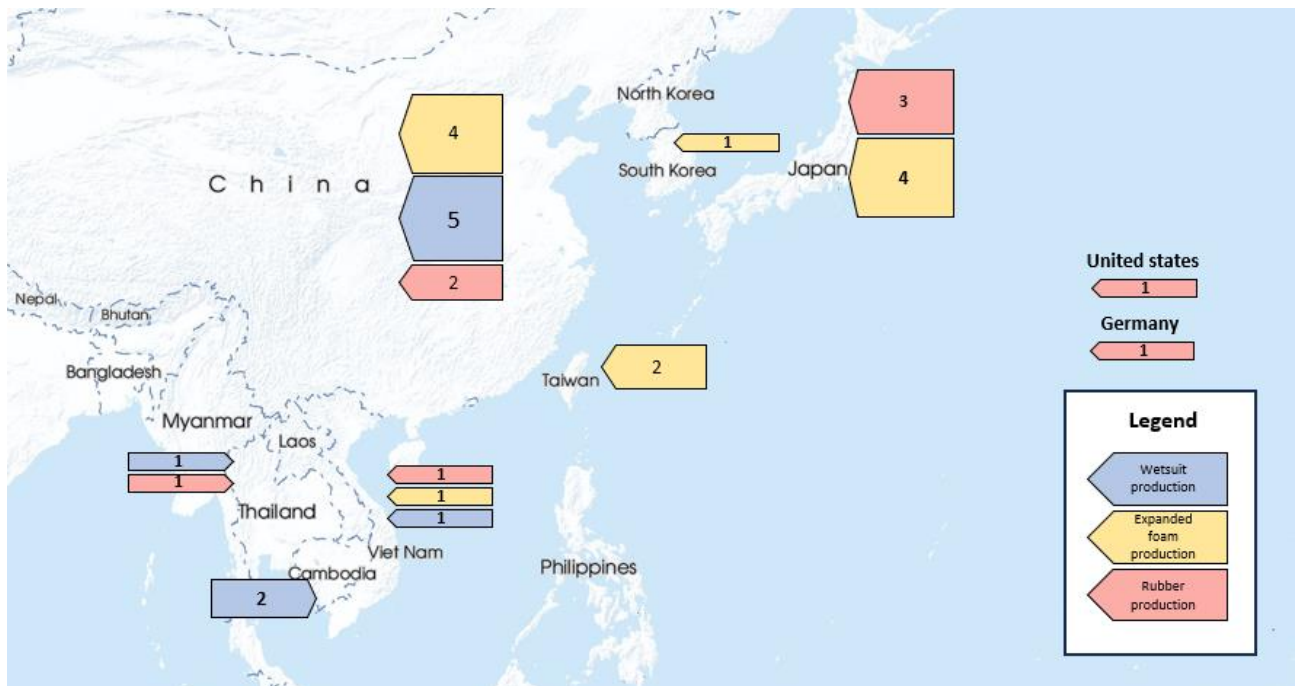 North Korea
3
4
1
South Korea
Japan
4
C h i n a
5
2
United states
1
Germany
1
Nepal
Bhutan
Bangladesh
Taiwan
2
Myanmar
Laos
1
1
Thailand
1
1
1
Viet Nam
Cambodia
2
Philippines
Legend
Wetsuit
production
Expanded
foam
production
Rubber
production